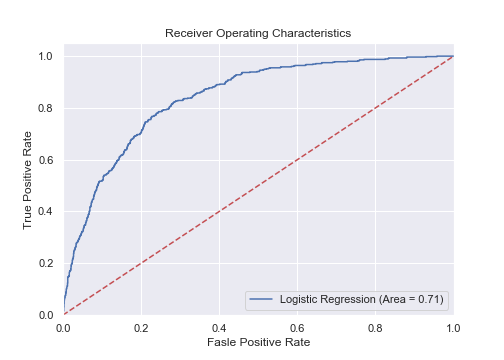 Receiver Operating Characteristics
True Positive Rate
1.0
0.8
0.6
0.4
0.2
0.0
Logistic Regression (Area = 0.71)
0.0 0.2 0.4 0.6 0.8 1.0
Fasle Positive Rate